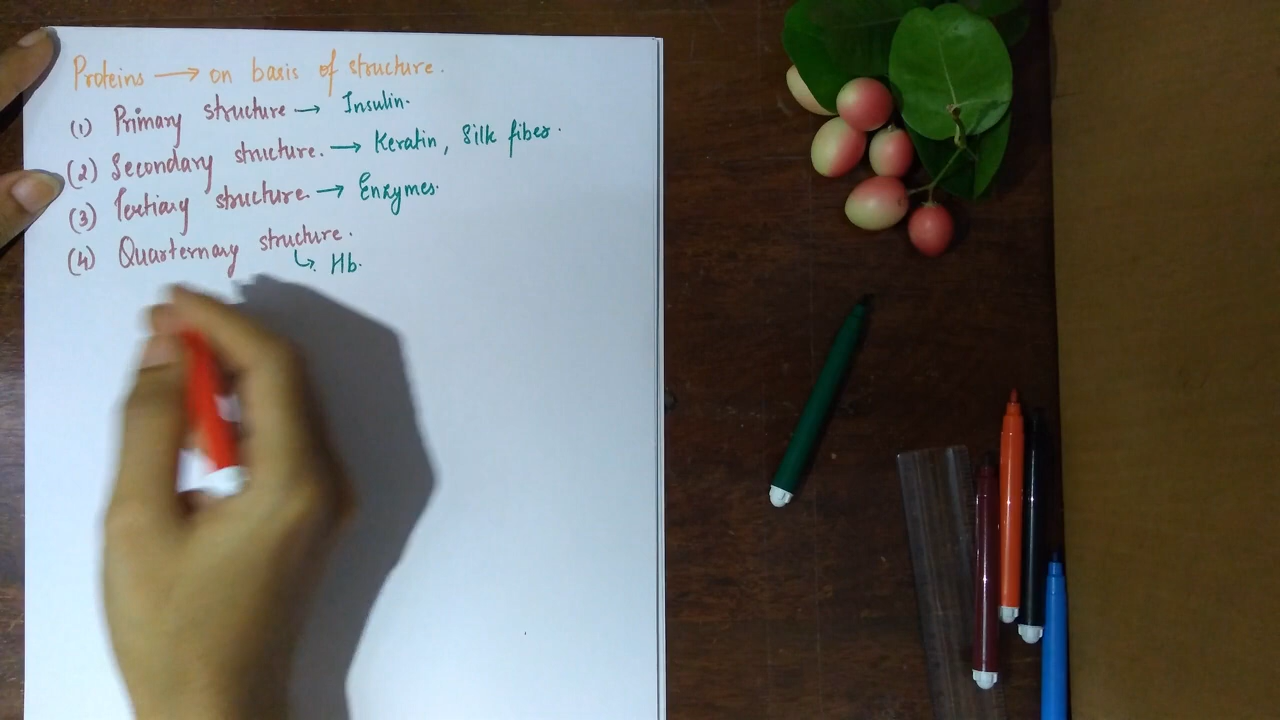 Proteins → on basis of structure.
(1) Primary structure → Insulin.
(2) Secondary structure. → Keratin, Silk fiber.
(3) Tertiary structure. → Enzymes.
(4) Quarternary structure.
↳ Hb.